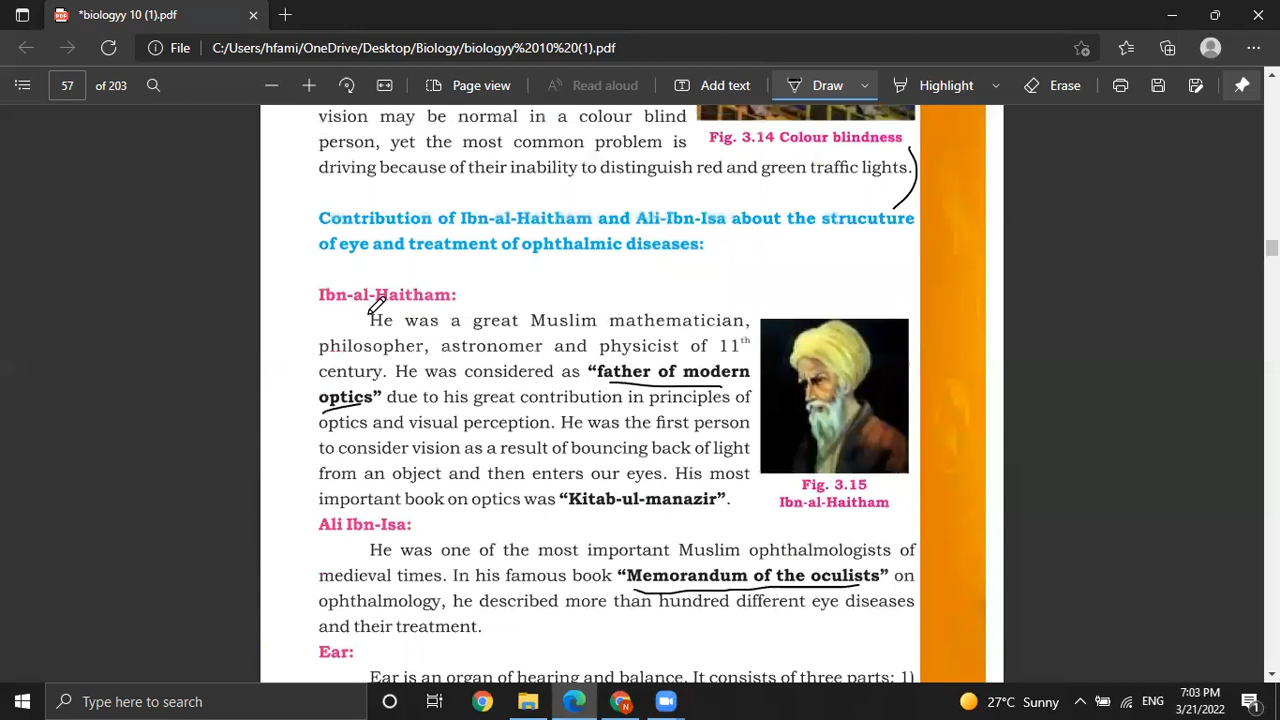 *biologyy 10 (1).pdf
File
C:/Users/hfami/OneDrive/Desktop/Biology/biologyy%2010%20(1).pdf
57
of 203
Page view
Read aloud
Add text
Draw
Highlight
Erase
vision may be normal in a colour blind
person, yet the most common problem is
driving because of their inability to distinguish red and green traffic lights.
Fig. 3.14 Colour blindness
Contribution of Ibn-al-Haitham and Ali-Ibn-Isa about the strucuture
of eye and treatment of ophthalmic diseases:
Ibn-al-Haitham:
He was a great Muslim mathematician,
philosopher, astronomer and physicist of 11th
century. He was considered as “father of modern
optics” due to his great contribution in principles of
optics and visual perception. He was the first person
to consider vision as a result of bouncing back of light
from an object and then enters our eyes. His most
important book on optics was “Kitab-ul-manazir”.
Fig. 3.15
Ibn-al-Haitham
Ali Ibn-Isa:
He was one of the most important Muslim ophthalmologists of
medieval times. In his famous book “Memorandum of the oculists” on
ophthalmology, he described more than hundred different eye diseases
and their treatment.
Ear:
Ear is an organ of hearing and balance. It consists of three parts: 1)
Type here to search
27°C Sunny
ENG
7:03 PM
3/21/2022
1